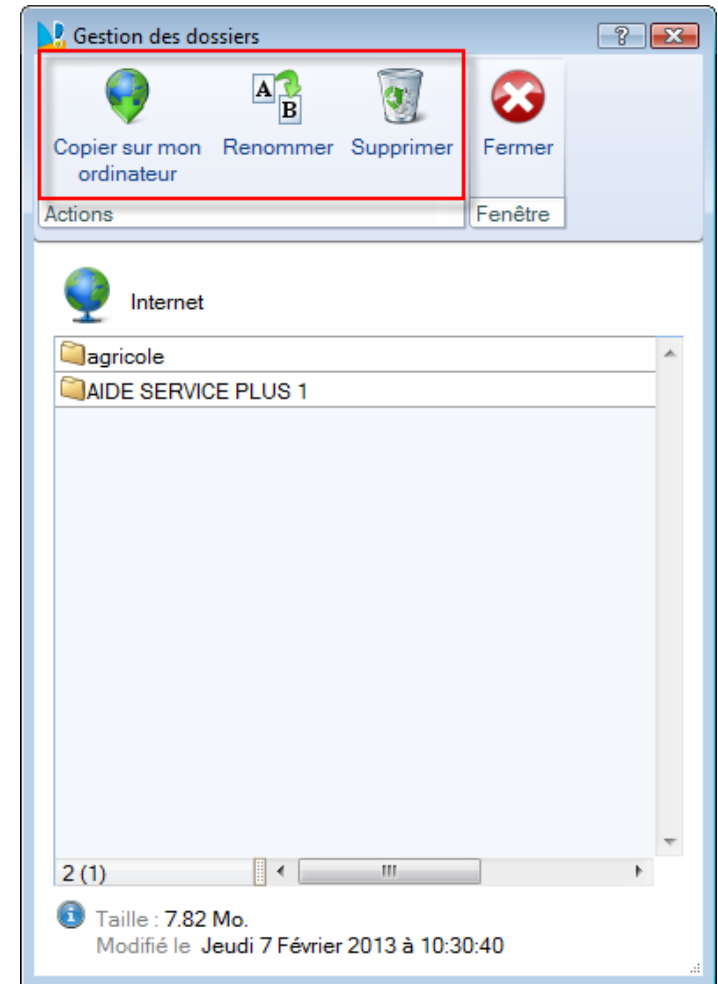 Gestion des dossiers
?
A
B
Copier sur mon
ordinateur
Renommer
Supprimer
Fermer
Actions
Fenêtre
Internet
agricole
AIDE SERVICE PLUS 1
2 (1)
Taille : 7.82 Mo.
Modifié le Jeudi 7 Février 2013 à 10:30:40